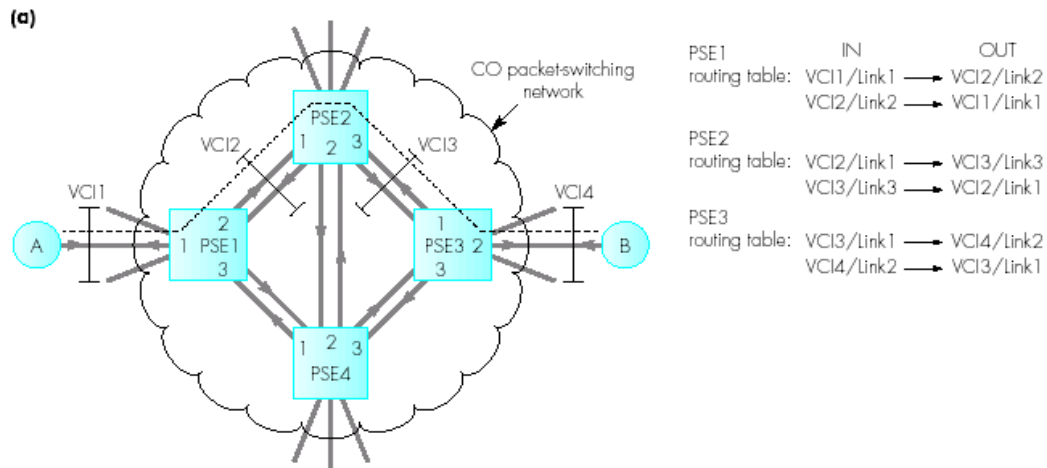 (a)
CO packet-switching
network
PSE2
1 2 3
VCI2
VCI3
VCI1
VCI4
A
1 2 PSE1
3
1
PSE3 2
3
B
1 2 3
PSE4
PSE1 IN OUT
routing table: VCI1/Link1 → VCI2/Link2
VCI2/Link2 → VCI1/Link1
PSE2
routing table: VCI2/Link1 → VCI3/Link3
VCI3/Link3 → VCI2/Link1
PSE3
routing table: VCI3/Link1 → VCI4/Link2
VCI4/Link2 → VCI3/Link1